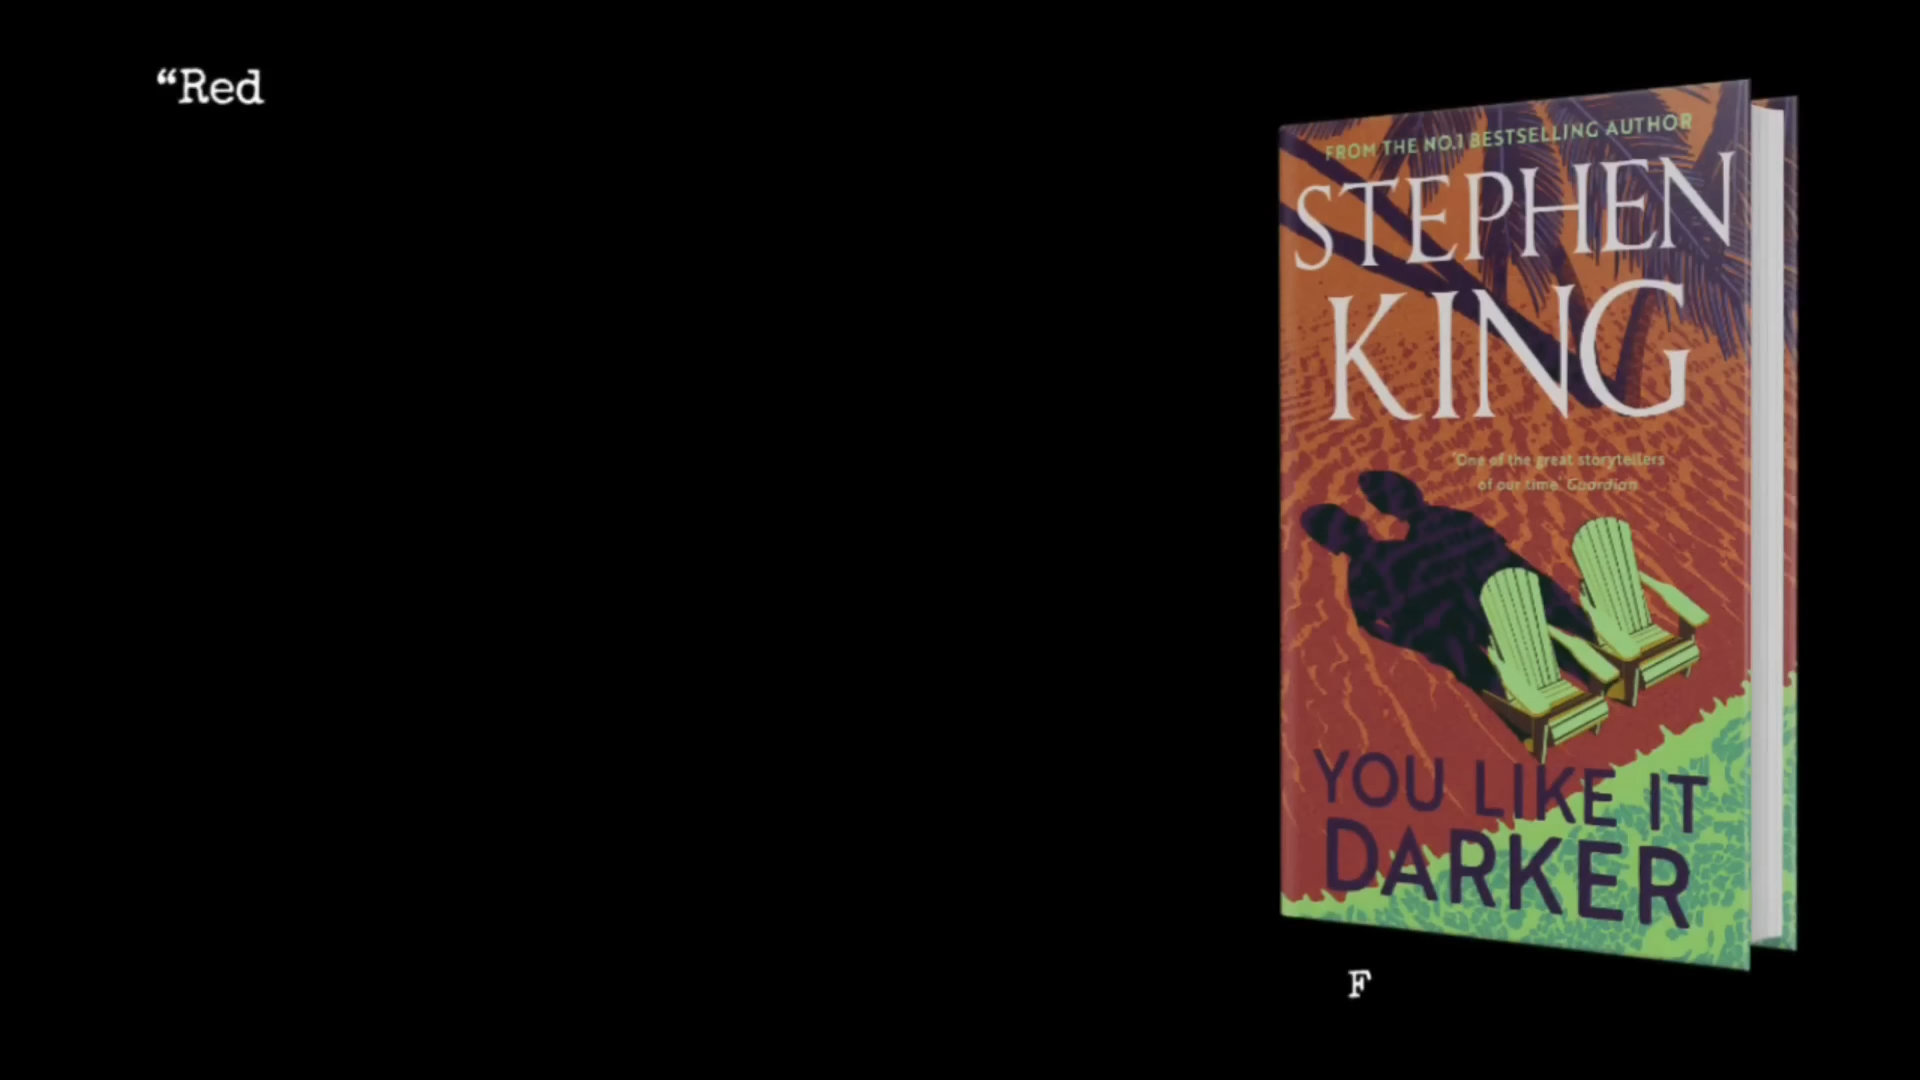 “Red
FROM THE NO.1 BESTSELLING AUTHOR
STEPHEN
KING
'One of the great storytellers
of our time.' Guardian
YOU LIKE IT
DARKER
F